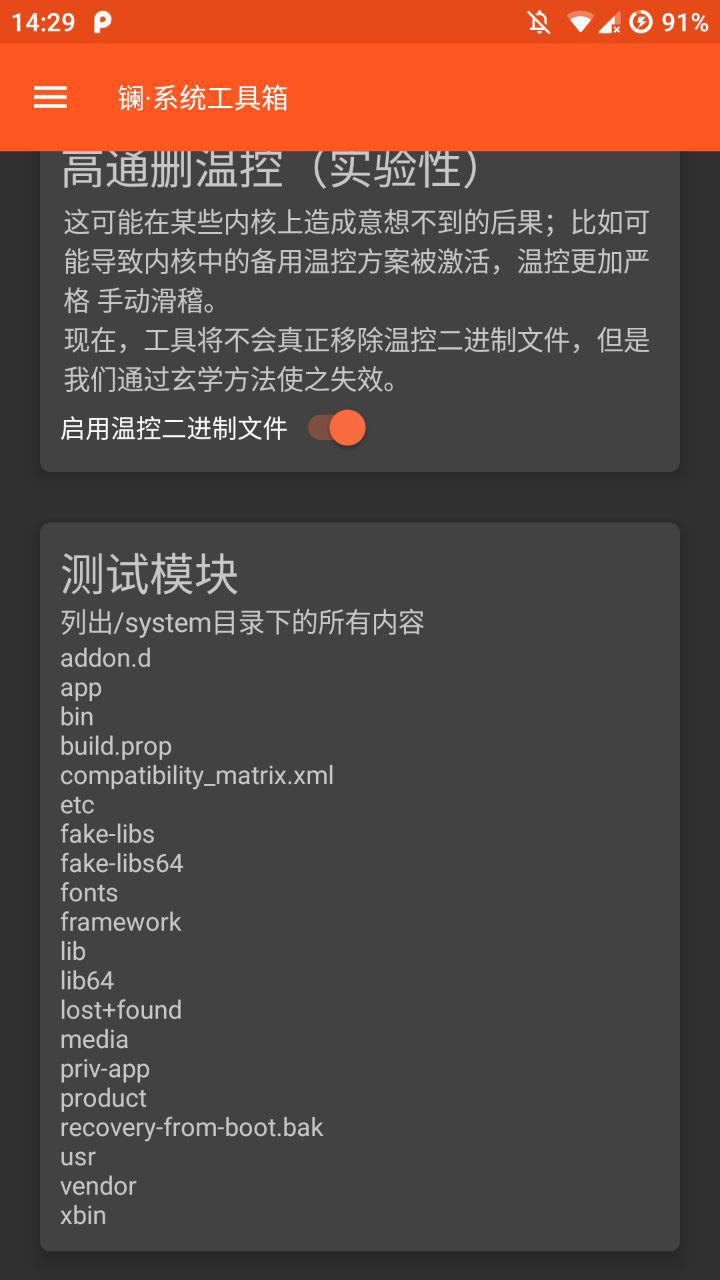 14:29
91%
镧·系统工具箱
高通删温控（实验性）
这可能在某些内核上造成意想不到的后果；比如可
能导致内核中的备用温控方案被激活，温控更加严
格 手动滑稽。
现在，工具将不会真正移除温控二进制文件，但是
我们通过玄学方法使之失效。
启用温控二进制文件
测试模块
列出/system目录下的所有内容
addon.d
app
bin
build.prop
compatibility_matrix.xml
etc
fake-libs
fake-libs64
fonts
framework
lib
lib64
lost+found
media
priv-app
product
recovery-from-boot.bak
usr
vendor
xbin